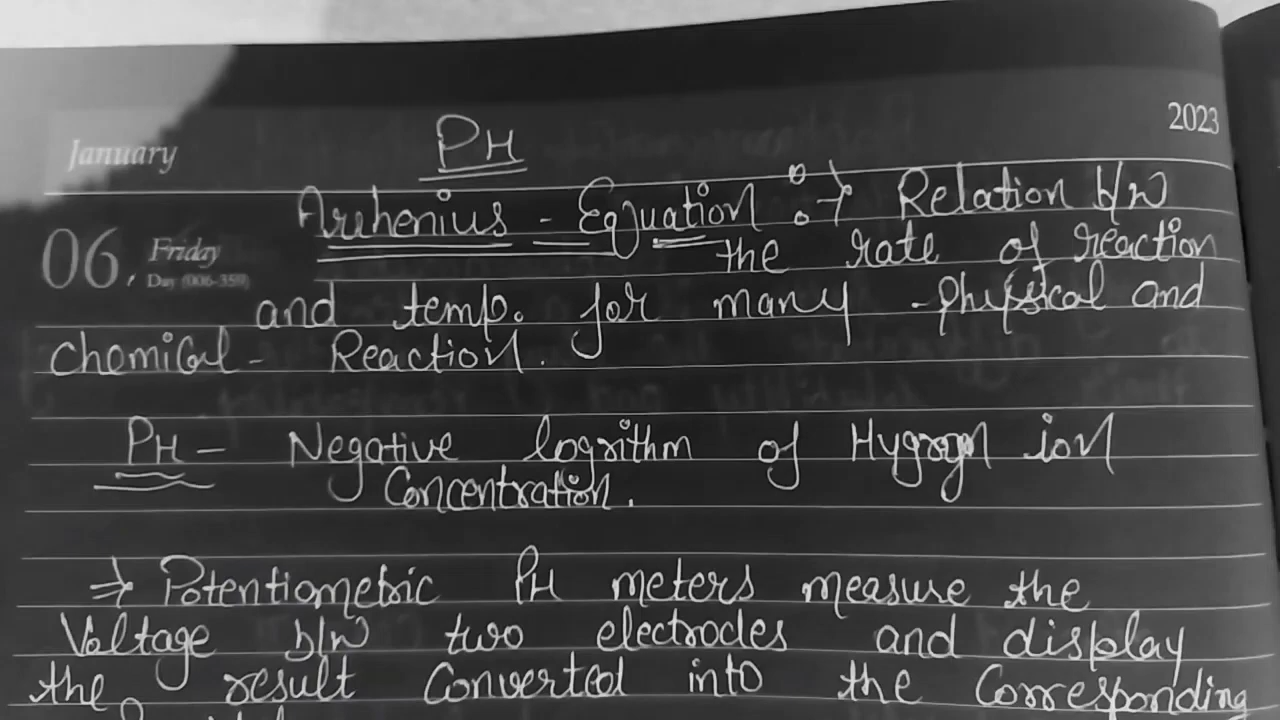 2023
January
PH
Arrhenius - Equation :→ Relation b/w
06, Friday
Day (006-359)
the rate of reaction
and temp. for many - physical and
chemical - Reaction.
PH - Negative logrithm of Hygrogn ion
Concentration.
⇒ Potentiometric PH meters measure the
Voltage b/w two electrodes and display
the result Converted into the Corresponding